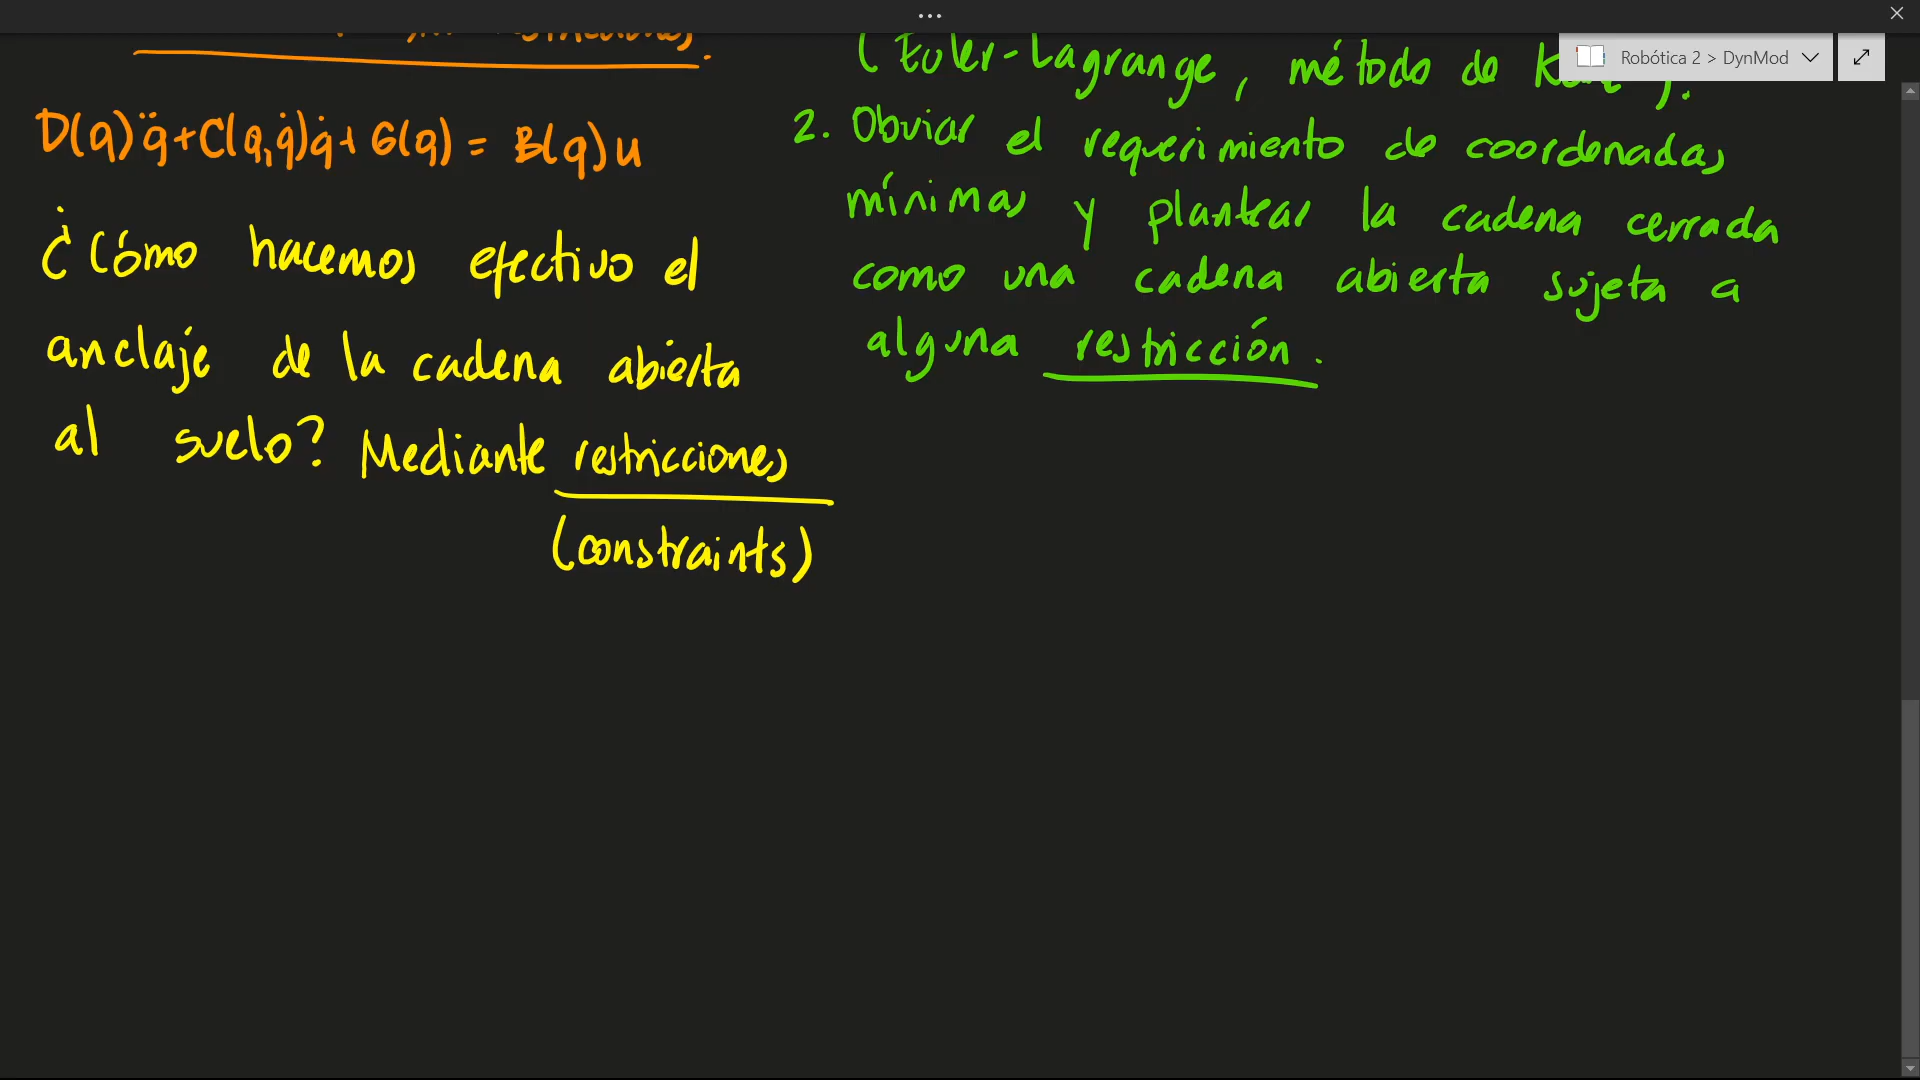 Robótica 2 > DynMod
D(q)q̈+C(q,q̇)q̇+G(q) = B(q)u
¿Cómo hacemos efectivo el
anclaje de la cadena abierta
al suelo? Mediante restricciones
(constraints)
(Euler-Lagrange, método de
2. Obviar el requerimiento de coordenadas
mínimas y plantear la cadena cerrada
como una cadena abierta sujeta a
alguna restricción.